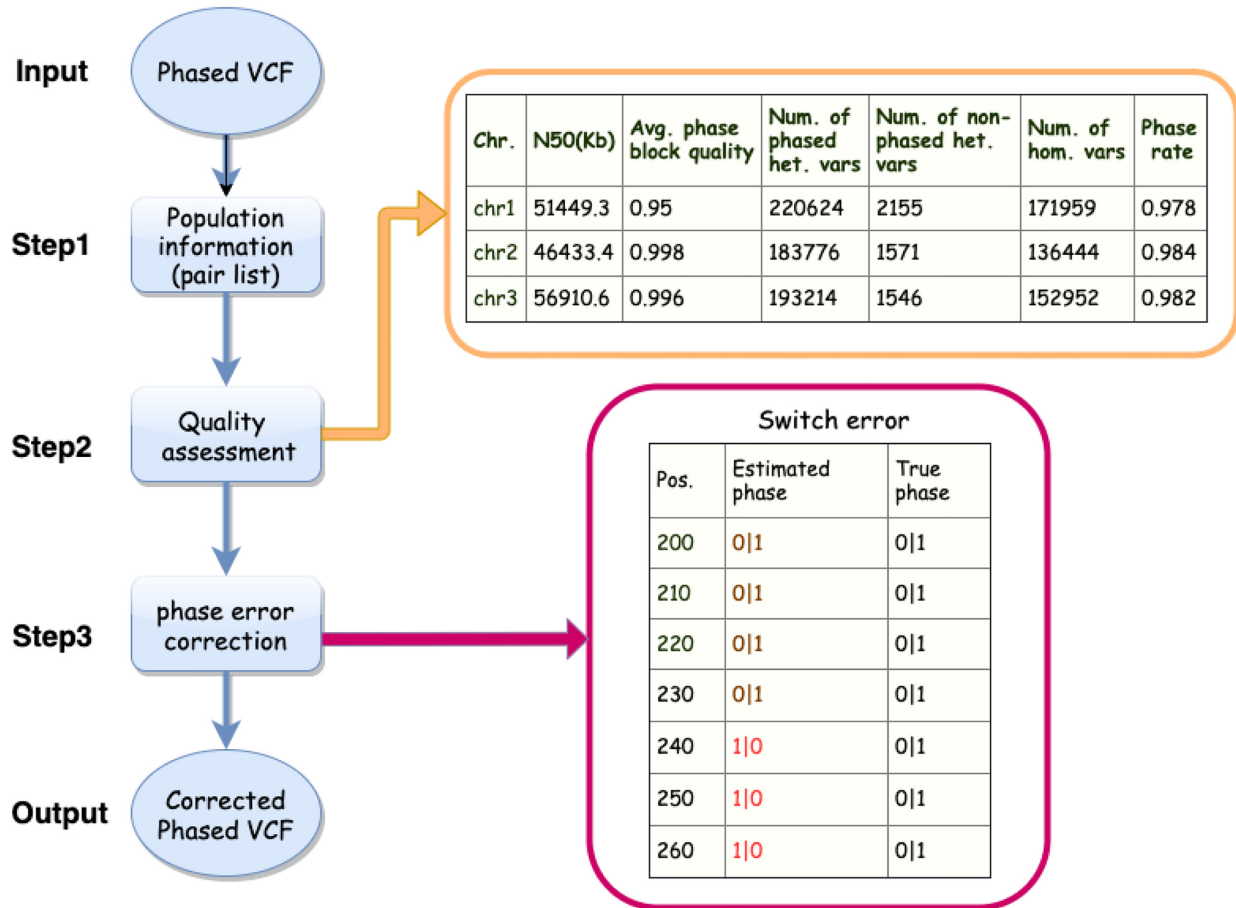 Input
Phased VCF
Step1
Population
information
(pair list)
Step2
Quality
assessment
Step3
phase error
correction
Output
Corrected
Phased VCF
Chr. N50(Kb) Avg. phase block quality Num. of phased het. vars Num. of non-phased het. vars Num. of hom. vars Phase rate
chr1 51449.3 0.95 220624 2155 171959 0.978
chr2 46433.4 0.998 183776 1571 136444 0.984
chr3 56910.6 0.996 193214 1546 152952 0.982
Switch error
Pos. Estimated phase True phase
200 0|1 0|1
210 0|1 0|1
220 0|1 0|1
230 0|1 0|1
240 1|0 0|1
250 1|0 0|1
260 1|0 0|1